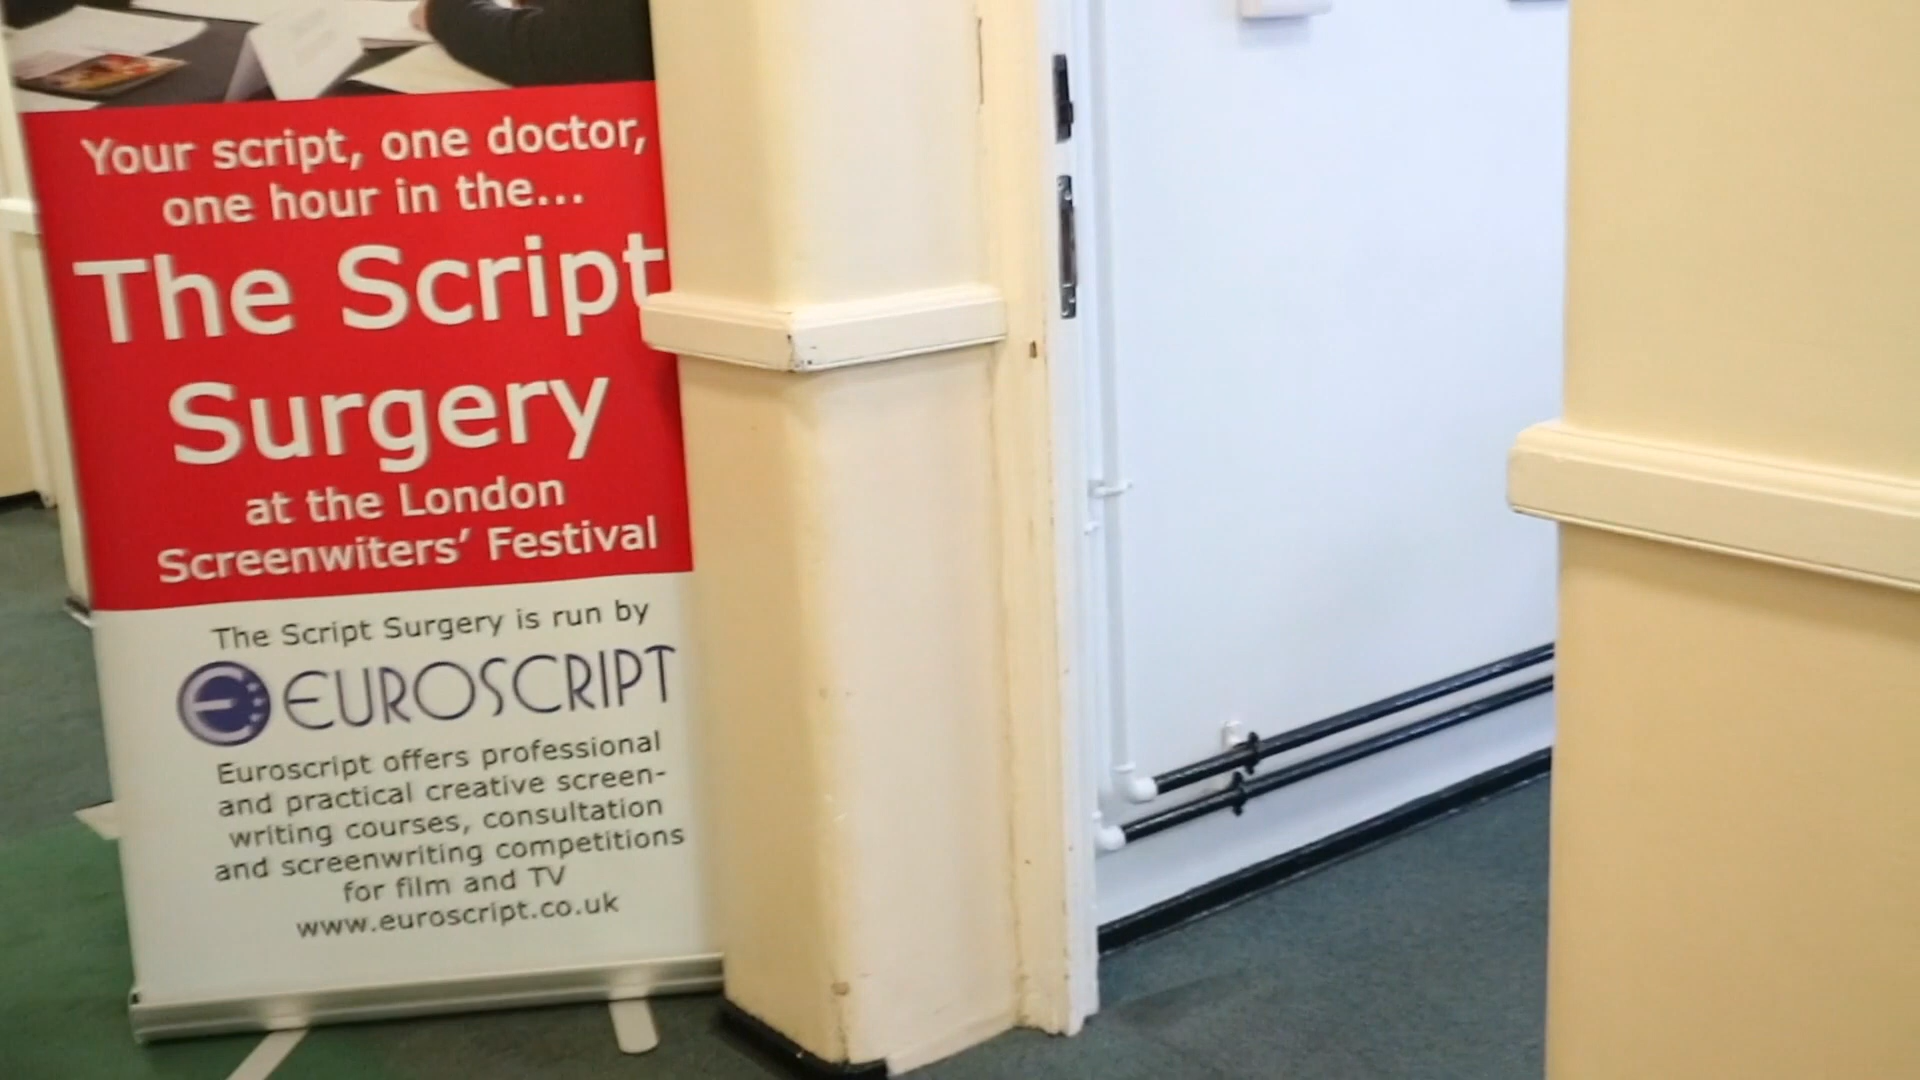 Your script, one doctor,
one hour in the...
The Script
Surgery
at the London
Screenwiters’ Festival
The Script Surgery is run by
EUROSCRIPT
Euroscript offers professional
and practical creative screen-
writing courses, consultation
and screenwriting competitions
for film and TV
www.euroscript.co.uk